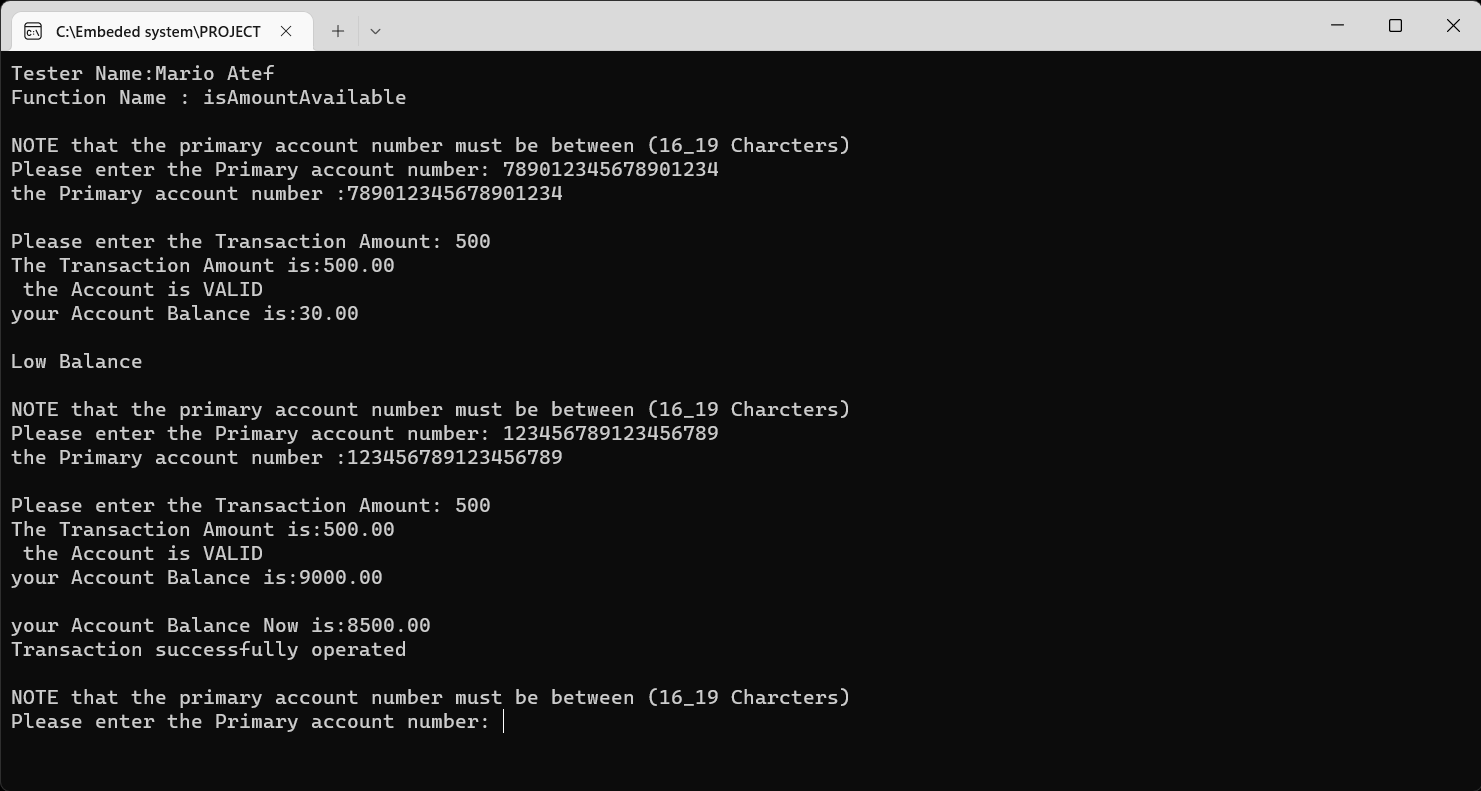 C:\Embeded system\PROJECT
Tester Name:Mario Atef
Function Name : isAmountAvailable
NOTE that the primary account number must be between (16_19 Charcters)
Please enter the Primary account number: 789012345678901234
the Primary account number :789012345678901234
Please enter the Transaction Amount: 500
The Transaction Amount is:500.00
the Account is VALID
your Account Balance is:30.00
Low Balance
NOTE that the primary account number must be between (16_19 Charcters)
Please enter the Primary account number: 123456789123456789
the Primary account number :123456789123456789
Please enter the Transaction Amount: 500
The Transaction Amount is:500.00
the Account is VALID
your Account Balance is:9000.00
your Account Balance Now is:8500.00
Transaction successfully operated
NOTE that the primary account number must be between (16_19 Charcters)
Please enter the Primary account number: